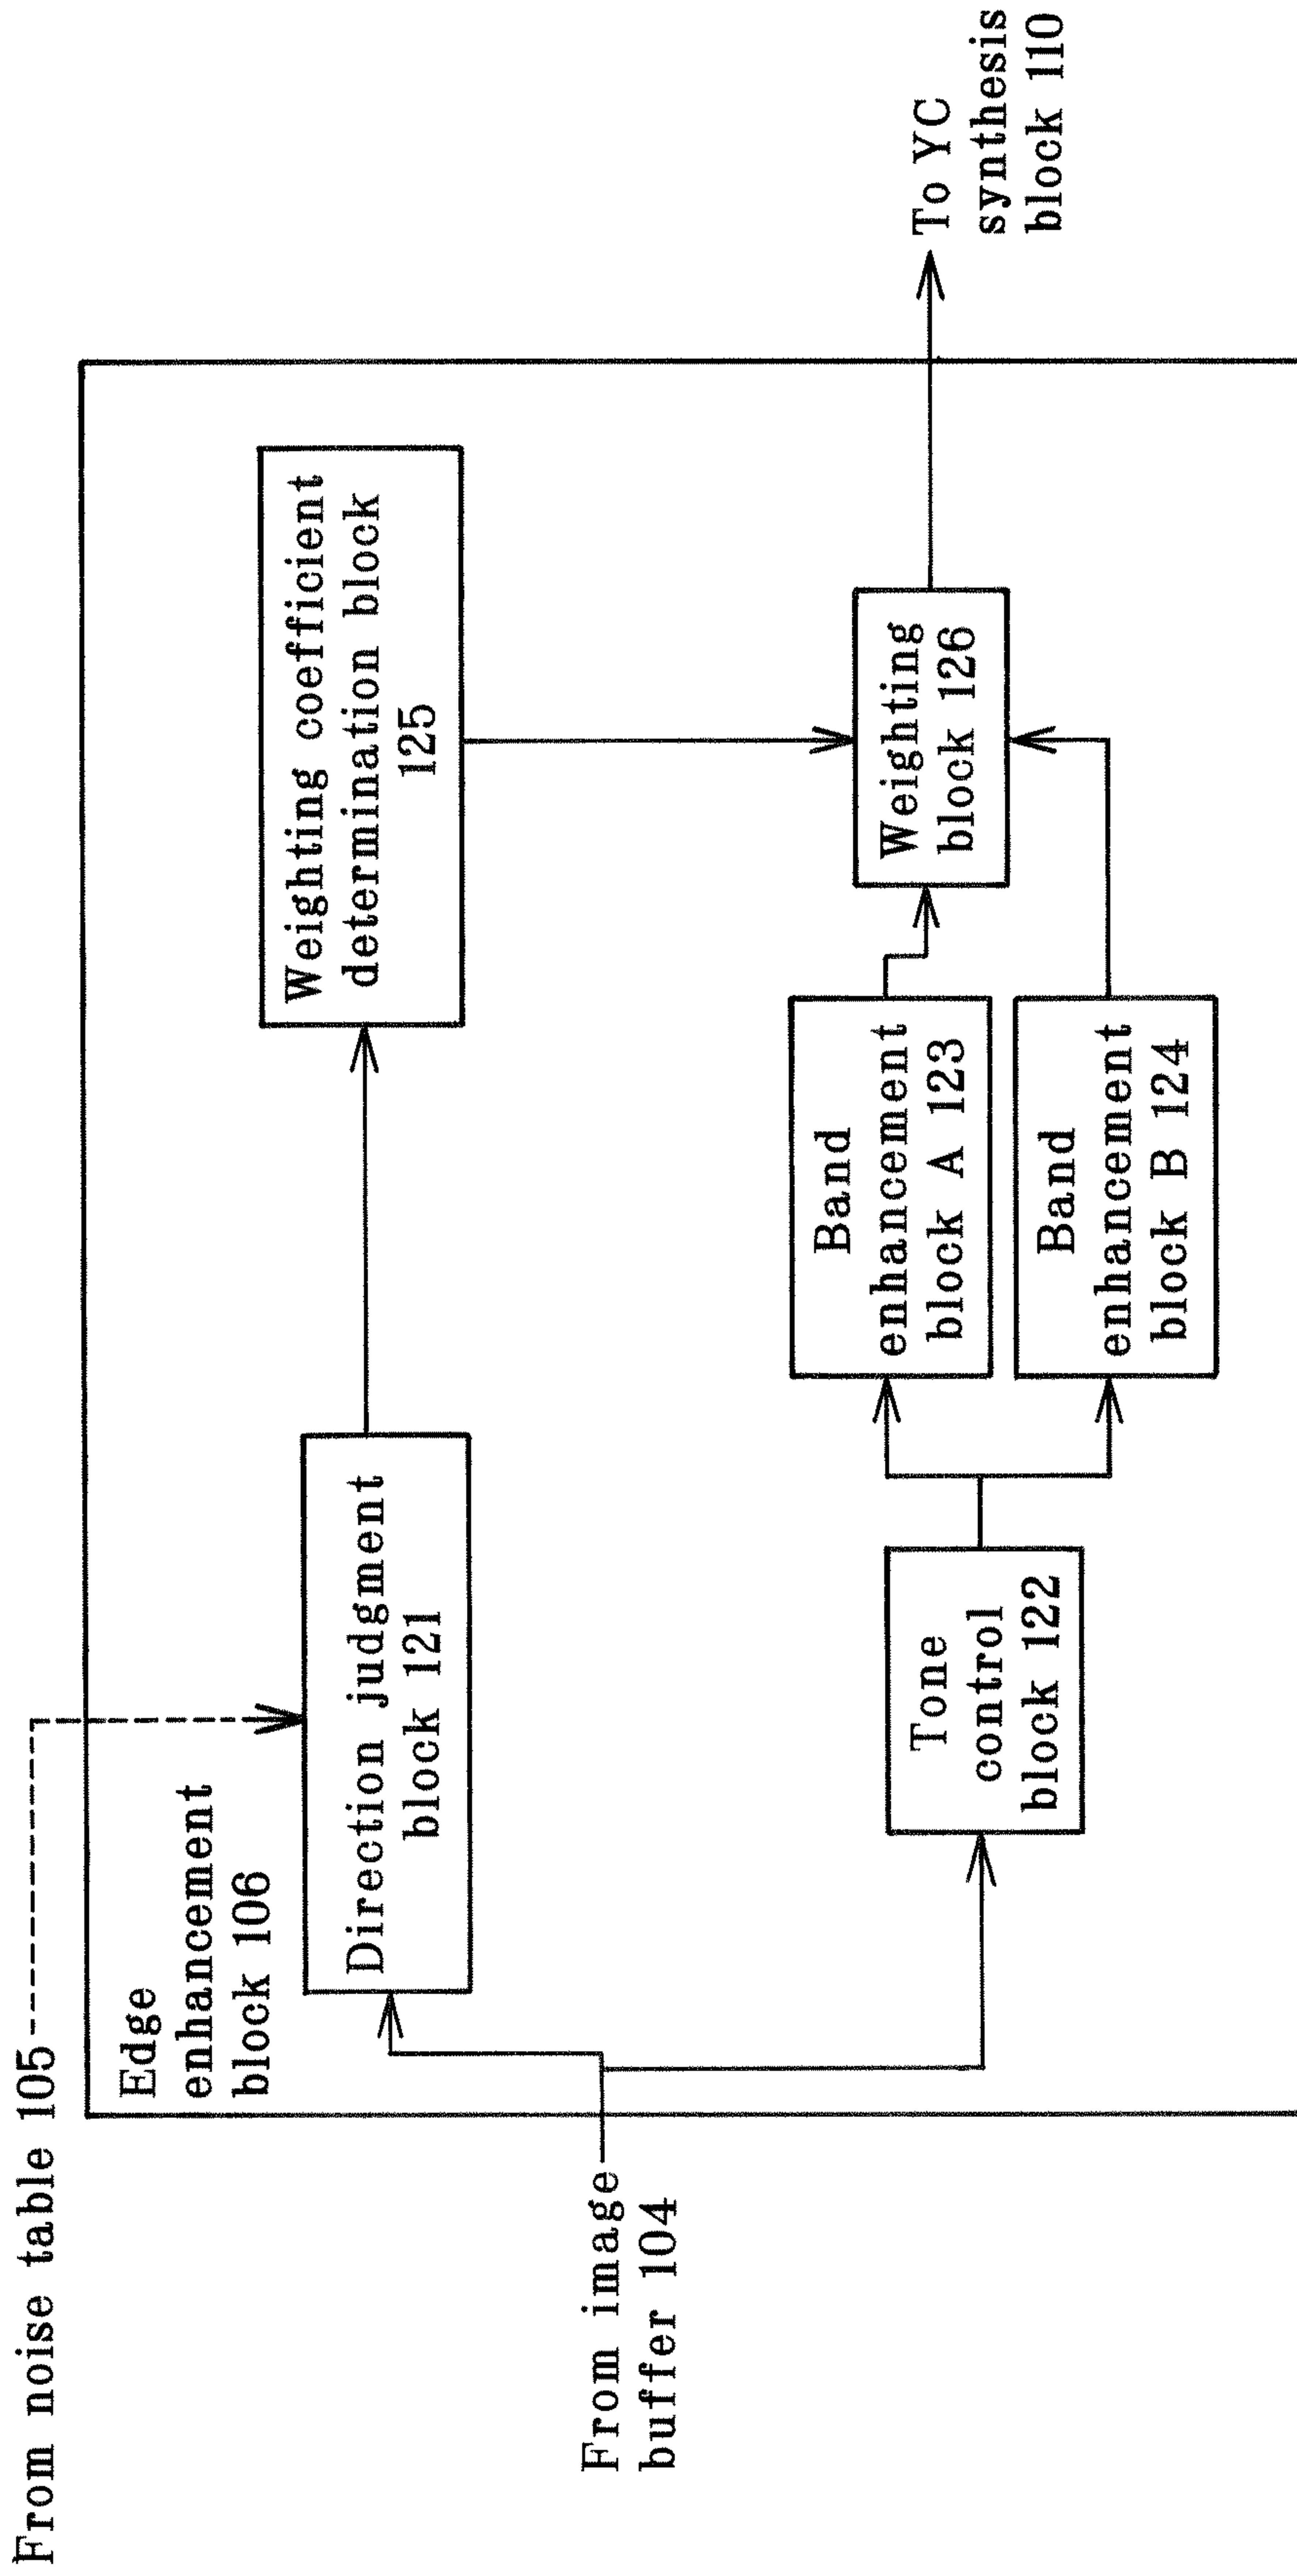 From noise table 105
Edge
enhancement
block 106
Direction judgment
block 121
Weighting coefficient
determination block
125
From image
buffer 104
Tone
control
block 122
Band
enhancement
block A 123
Band
enhancement
block B 124
Weighting
block 126
To YC
synthesis
block 110